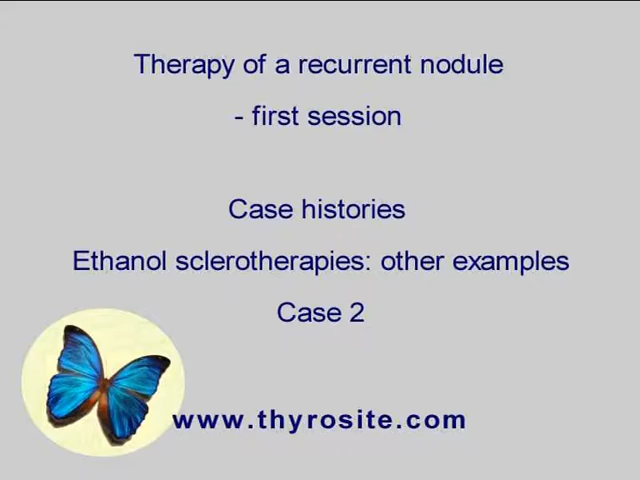 Therapy of a recurrent nodule
- first session
Case histories
Ethanol sclerotherapies: other examples
Case 2
www.thyrosite.com